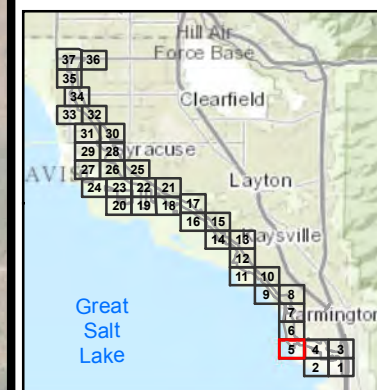 Hill Air
Force Base
37 36
35
34
Clearfield
33 32
31 30
29 28 yracuse
27 26 25
AVIS
24 23 22 21
Layton
20 19 18 17
16 15
14 13 aysville
12
11 10
9 8
7
armington
6
5 4 3
2 1
Great
Salt
Lake